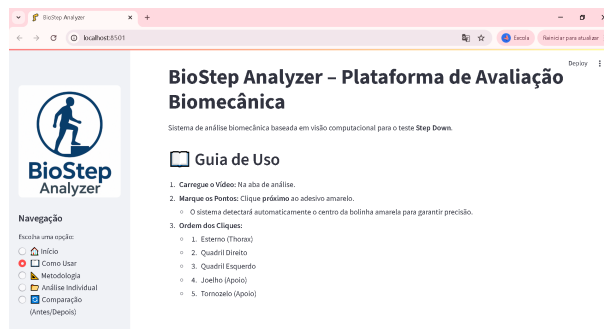 BioStep Analyzer
localhost:8501
Escola
Reiniciar para atualizar
Deploy
BioStep
Analyzer
Navegação
Escolha uma opção:
Início
Como Usar
Metodologia
Análise Individual
Comparação
(Antes/Depois)
BioStep Analyzer – Plataforma de Avaliação
Biomecânica
Sistema de análise biomecânica baseada em visão computacional para o teste Step Down.
Guia de Uso
1. Carregue o Vídeo: Na aba de análise.
2. Marque os Pontos: Clique próximo ao adesivo amarelo.
O sistema detectará automaticamente o centro da bolinha amarela para garantir precisão.
3. Ordem dos Cliques:
1. Esterno (Thorax)
2. Quadril Direito
3. Quadril Esquerdo
4. Joelho (Apoio)
5. Tornozelo (Apoio)